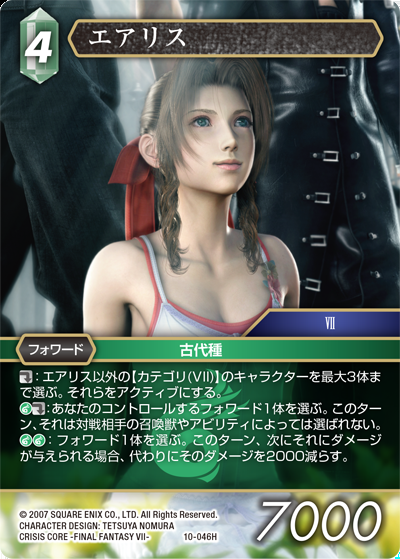 4
エアリス
VII
フォワード
古代種
：エアリス以外の【カテゴリ(VII)】のキャラクターを最大3体ま
で選ぶ。それらをアクティブにする。
：あなたのコントロールするフォワード1体を選ぶ。このター
ン、それは対戦相手の召喚獣やアビリティによっては選ばれない。
：フォワード1体を選ぶ。このターン、次にそれにダメージ
が与えられる場合、代わりにそのダメージを2000減らす。
© 2007 SQUARE ENIX CO., LTD. All Rights Reserved.
CHARACTER DESIGN: TETSUYA NOMURA
CRISIS CORE -FINAL FANTASY VII-
10-046H
7000